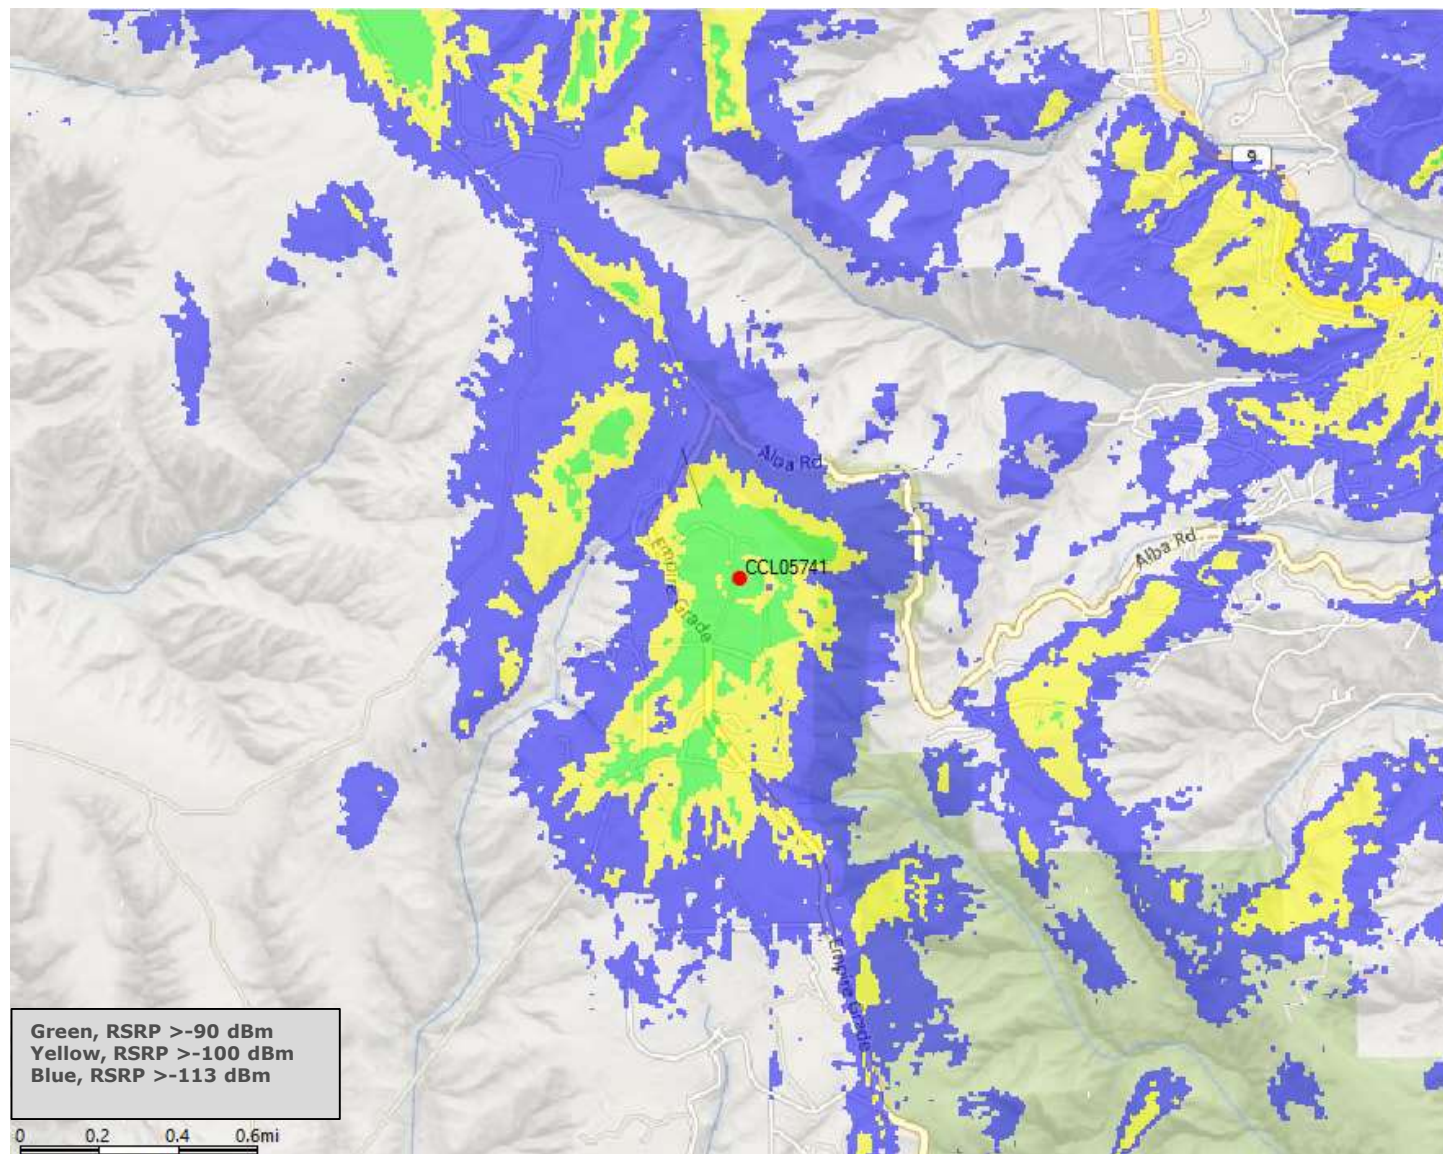 9
Alba Rd
Alba Rd
CCL05741
Empire Grade
Empire Grade
Green, RSRP >-90 dBm
Yellow, RSRP >-100 dBm
Blue, RSRP >-113 dBm
0 0.2 0.4 0.6mi